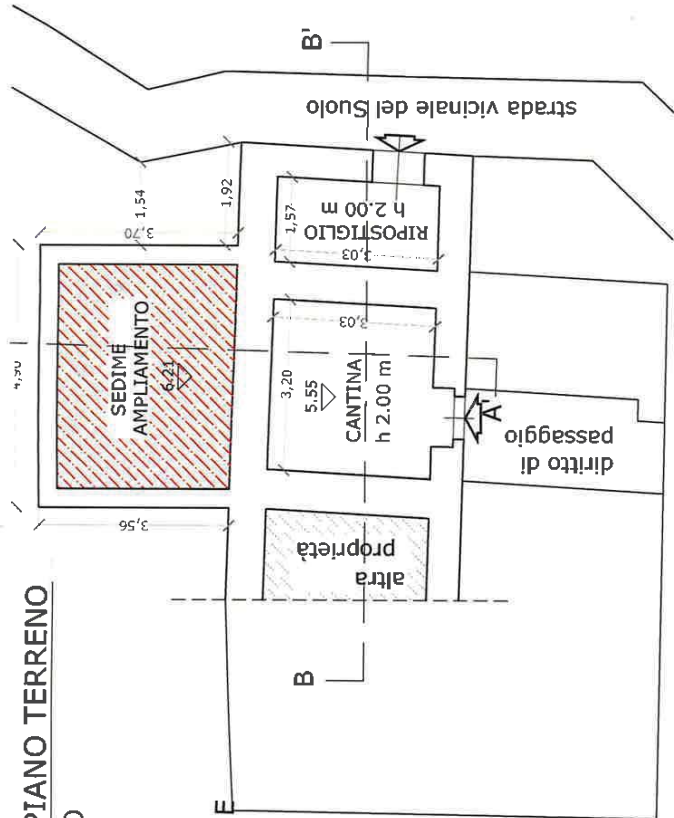 PIANO TERRENO
B'
strada vicinale del Suolo
1,54
1,92
3,70
3,56
SEDIME
AMPLIAMENTO
6.21
1,57
RIPOSTIGLIO
h 2.00 m
3,03
3,03
3,20
5.55
CANTINA
h 2.00 m
A'
diritto di
passaggio
altra
proprietà
B
E